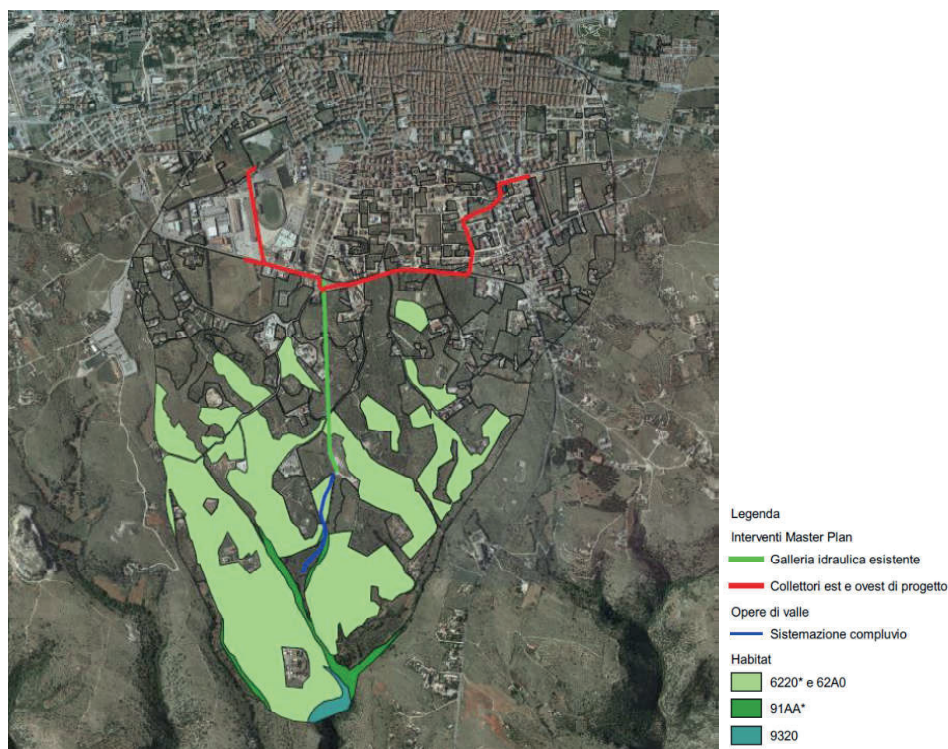 Legenda
Interventi Master Plan
Galleria idraulica esistente
Collettori est e ovest di progetto
Opere di valle
Sistemazione compluvio
Habitat
6220* e 62A0
91AA*
9320